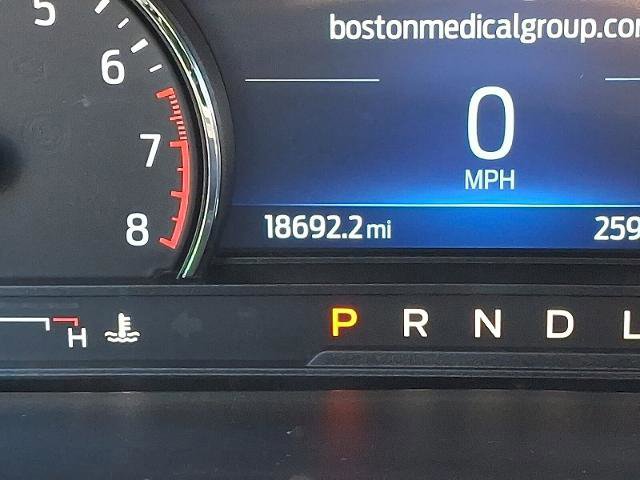 5
6
7
8
bostonmedicalgroup.co
0
MPH
18692.2 mi
259
H
P R N D L